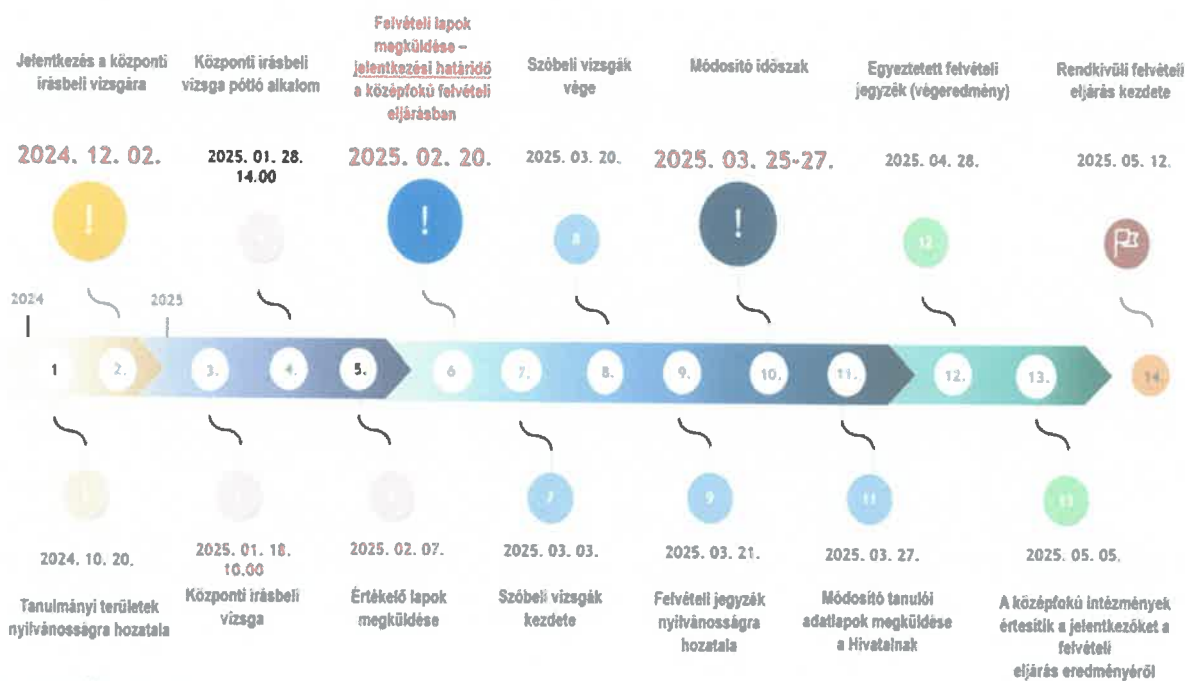 Jelentkezés a központi
írásbeli vizsgára
2024. 12. 02.
!
Központi írásbeli
vizsga pótló alkalom
2025. 01. 28.
14.00
Felvételi lapok
megküldése –
jelentkezési határidő
a középfokú felvételi
eljárásban
2025. 02. 20.
!
Szóbeli vizsgák
vége
2025. 03. 20.
8
Módosító időszak
2025. 03. 25-27.
!
Egyeztetett felvételi
jegyzék (végeredmény)
2025. 04. 28.
12
Rendkívüli felvételi
eljárás kezdete
2025. 05. 12.
2024
2025
1
2.
3.
4.
5.
6
7.
8.
9.
10.
11.
12.
13.
14.
2024. 10. 20.
Tanulmányi területek
nyilvánosságra hozatala
2025. 01. 18.
10.00
Központi írásbeli
vizsga
2025. 02. 07.
Értékelő lapok
megküldése
7
2025. 03. 03.
Szóbeli vizsgák
kezdete
9
2025. 03. 21.
Felvételi jegyzék
nyilvánosságra
hozatala
11
2025. 03. 27.
Módosító tanulói
adatlapok megküldése
a Hivatalnak
13
2025. 05. 05.
A középfokú intézmények
értesítik a jelentkezőket a
felvételi
eljárás eredményéről